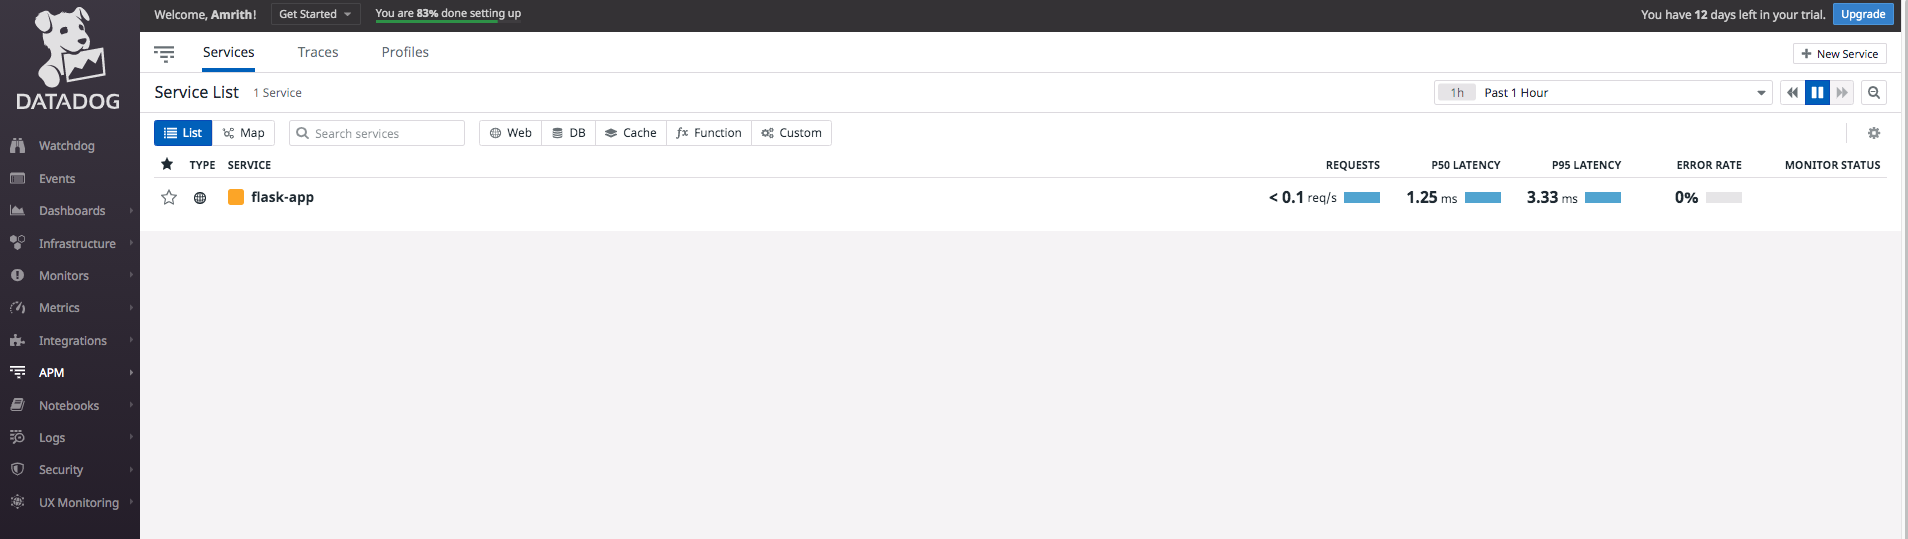 Welcome, Amrith!
Get Started
You are 83% done setting up
You have 12 days left in your trial.
Upgrade
DATADOG
Services
Traces
Profiles
New Service
Service List
1 Service
1h
Past 1 Hour
List
Map
Search services
Web
DB
Cache
Function
Custom
TYPE
SERVICE
REQUESTS
P50 LATENCY
P95 LATENCY
ERROR RATE
MONITOR STATUS
flask-app
< 0.1 req/s
1.25 ms
3.33 ms
0%
Watchdog
Events
Dashboards
Infrastructure
Monitors
Metrics
Integrations
APM
Notebooks
Logs
Security
UX Monitoring